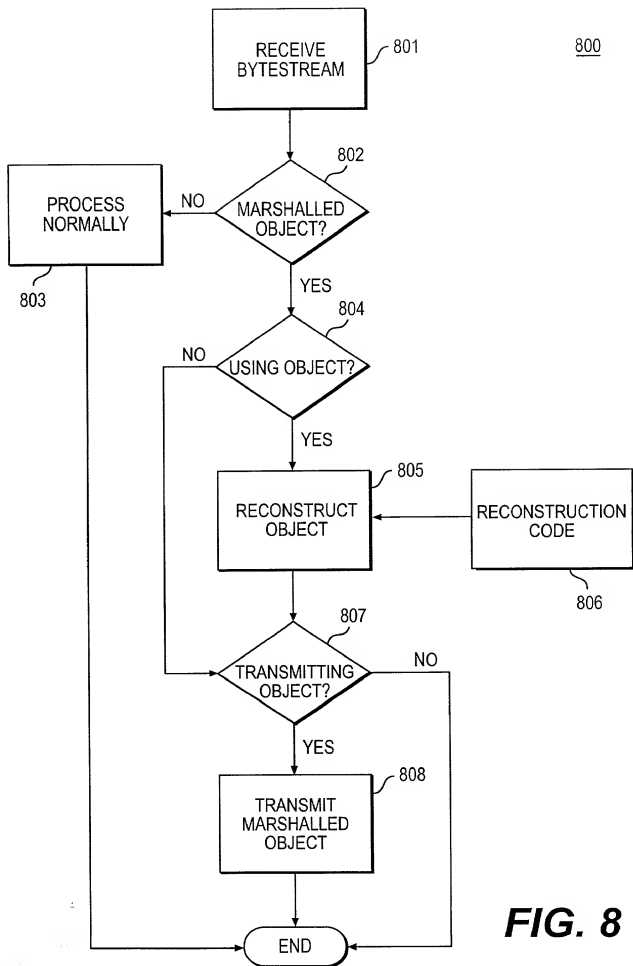 RECEIVE
BYTESTREAM
801
800
802
MARSHALLED
OBJECT?
NO
PROCESS
NORMALLY
803
YES
804
NO
USING OBJECT?
YES
805
RECONSTRUCT
OBJECT
RECONSTRUCTION
CODE
806
807
TRANSMITTING
OBJECT?
NO
YES
808
TRANSMIT
MARSHALLED
OBJECT
END
FIG. 8